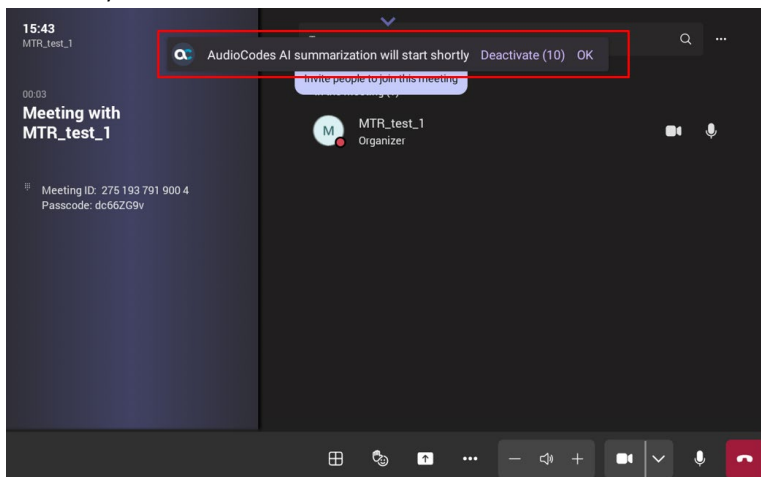 15:43
MTR_test_1
AudioCodes AI summarization will start shortly Deactivate (10) OK
Invite people to join this meeting
00:03
Meeting with
MTR_test_1
MTR_test_1
Organizer
M
Meeting ID: 275 193 791 900 4
Passcode: dc66ZG9v